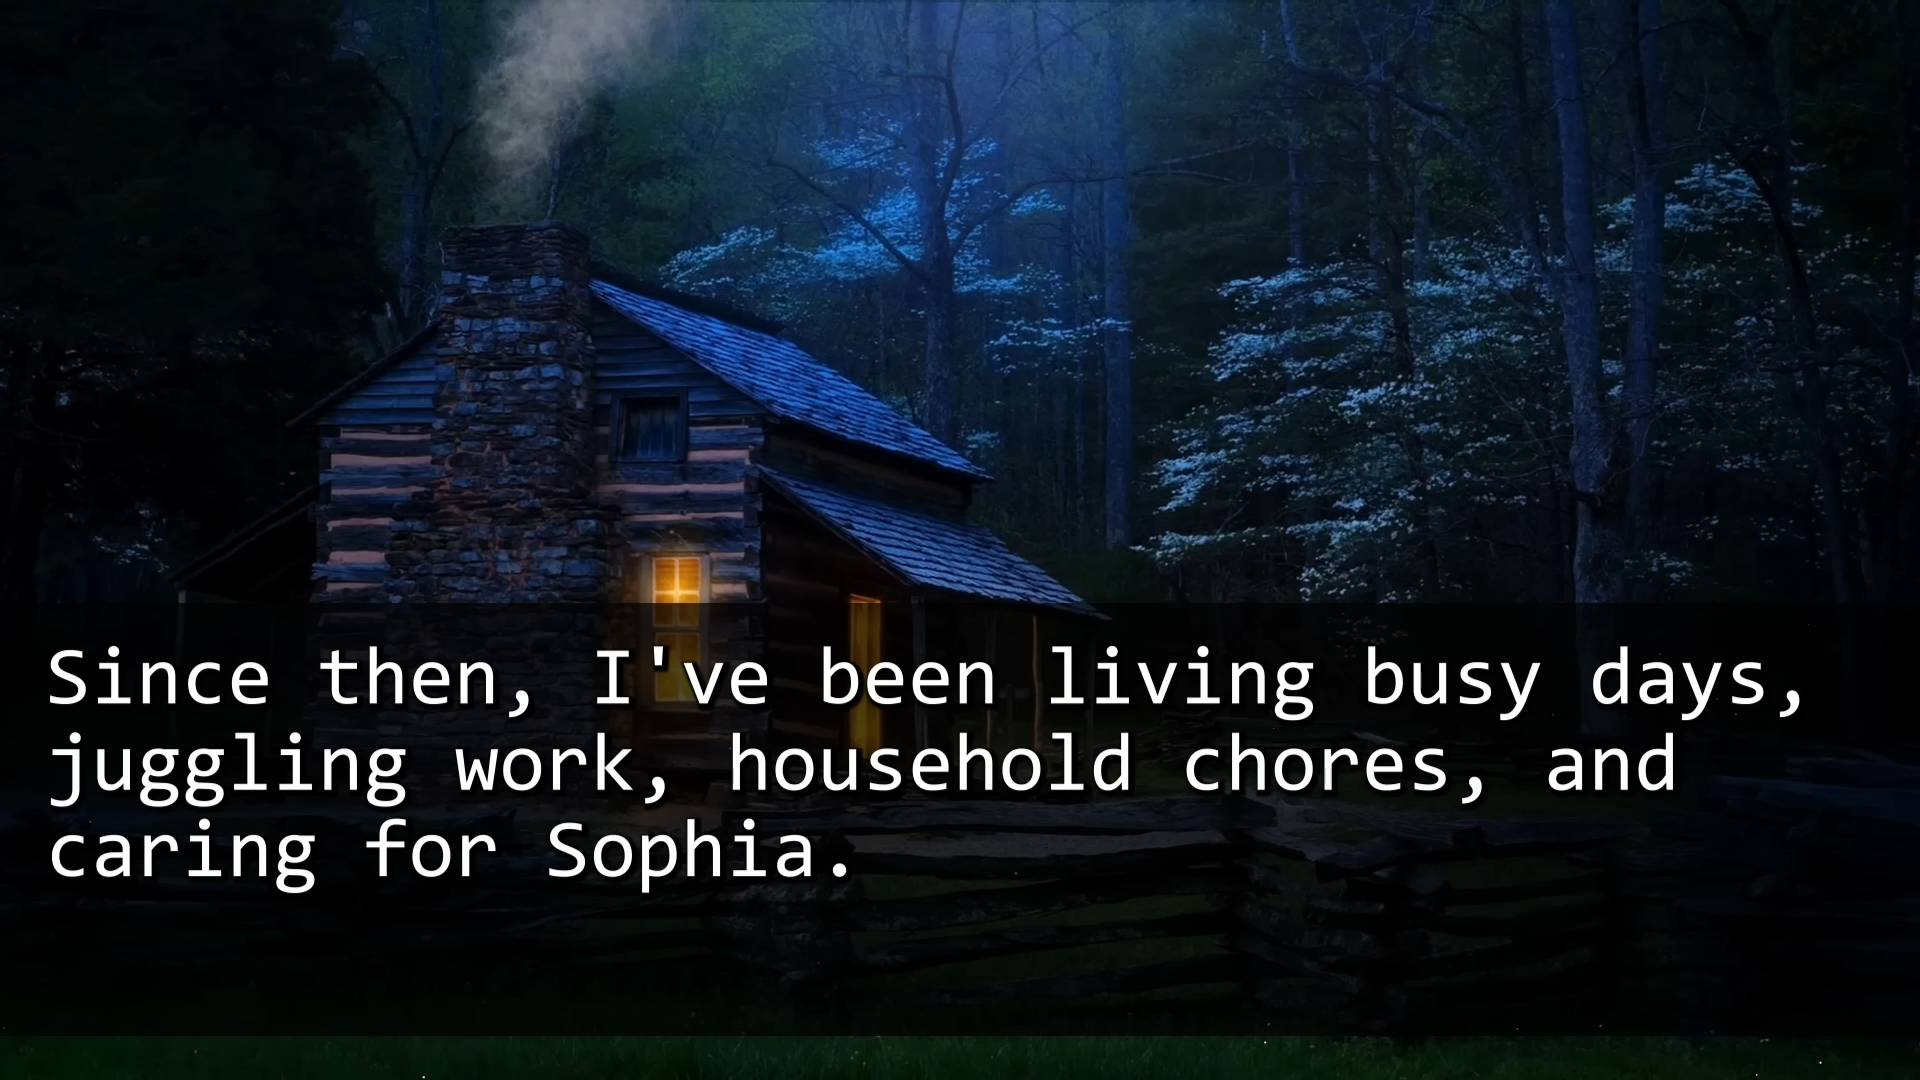 Since then, I've been living busy days,
juggling work, household chores, and
caring for Sophia.